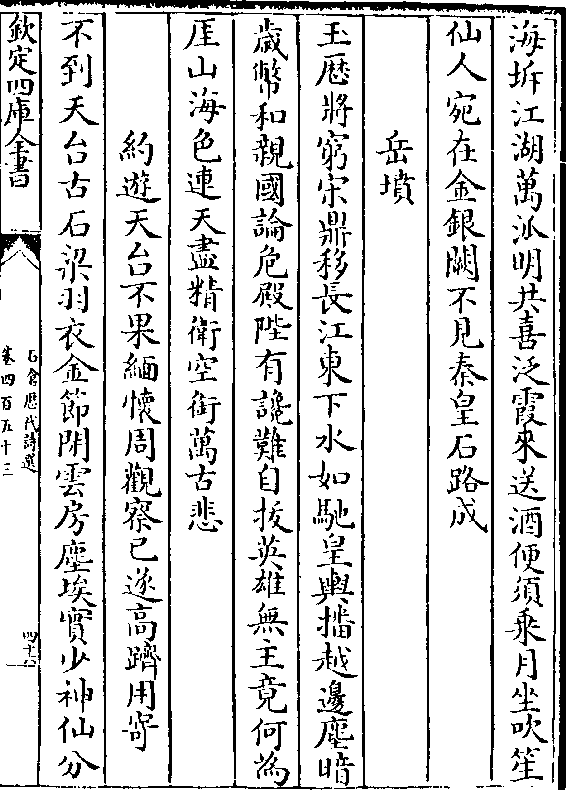 海坼江湖萬派明共喜泛霞來送酒便須乘月坐吹笙
仙人宛在金銀闕不見秦皇石路成
岳墳
玉厯將窮宋鼎移長江東下水如馳皇輿播越邊塵暗
歲幣和親國論危殿陛有讒難自拔英雄無主竟何為
厓山海色連天盡精衛空銜萬古悲
約遊天台不果緬懷周觀察已遂高躋用寄
不到天台古石梁羽衣金節閉雲房塵埃實少神仙分
欽定四庫全書
石倉歴代詩選
卷四百五十三